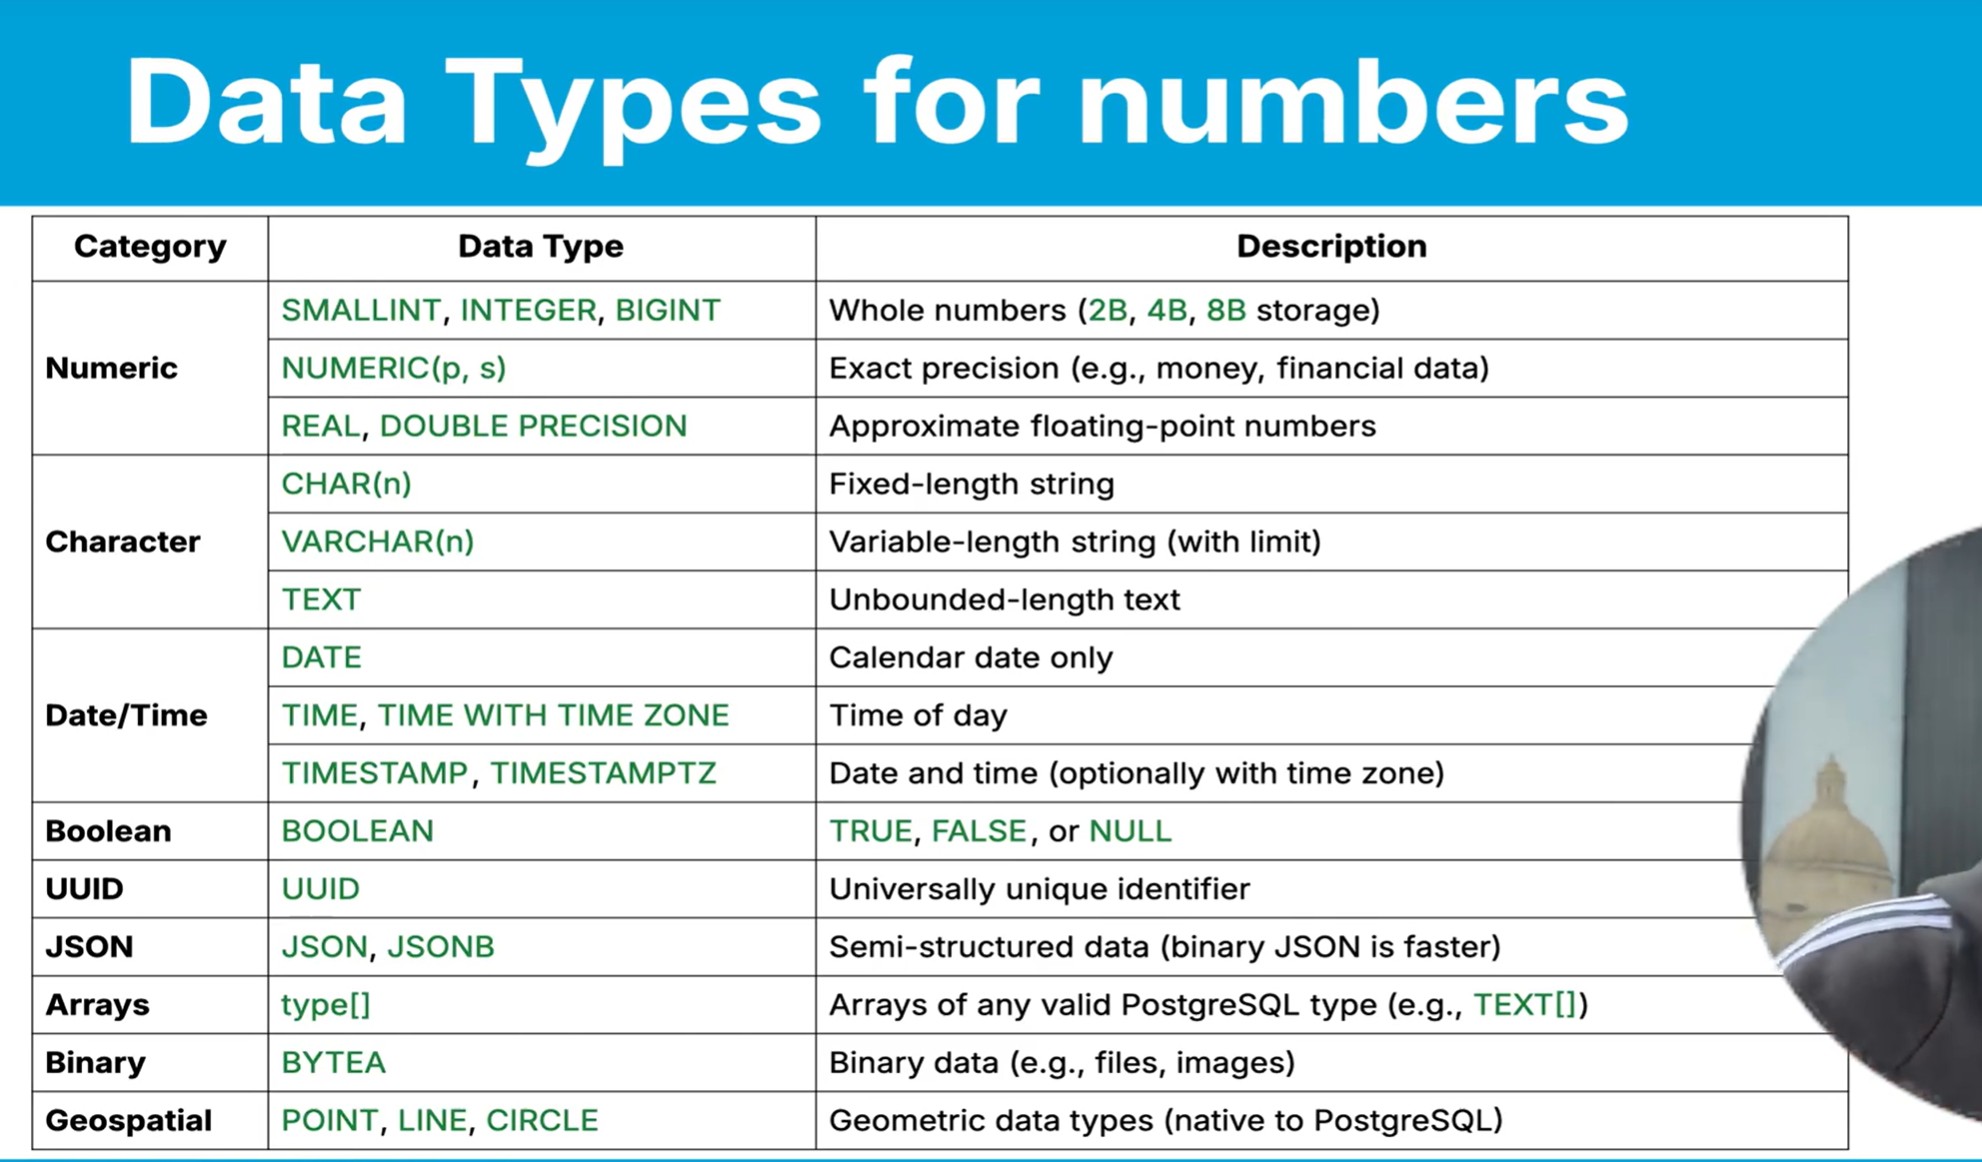 Data Types for numbers
Category Data Type Description
Numeric
SMALLINT, INTEGER, BIGINT Whole numbers (2B, 4B, 8B storage)
NUMERIC(p, s) Exact precision (e.g., money, financial data)
REAL, DOUBLE PRECISION Approximate floating-point numbers
Character
CHAR(n) Fixed-length string
VARCHAR(n) Variable-length string (with limit)
TEXT Unbounded-length text
Date/Time
DATE Calendar date only
TIME, TIME WITH TIME ZONE Time of day
TIMESTAMP, TIMESTAMPTZ Date and time (optionally with time zone)
Boolean BOOLEAN TRUE, FALSE, or NULL
UUID UUID Universally unique identifier
JSON JSON, JSONB Semi-structured data (binary JSON is faster)
Arrays type[] Arrays of any valid PostgreSQL type (e.g., TEXT[])
Binary BYTEA Binary data (e.g., files, images)
Geospatial POINT, LINE, CIRCLE Geometric data types (native to PostgreSQL)